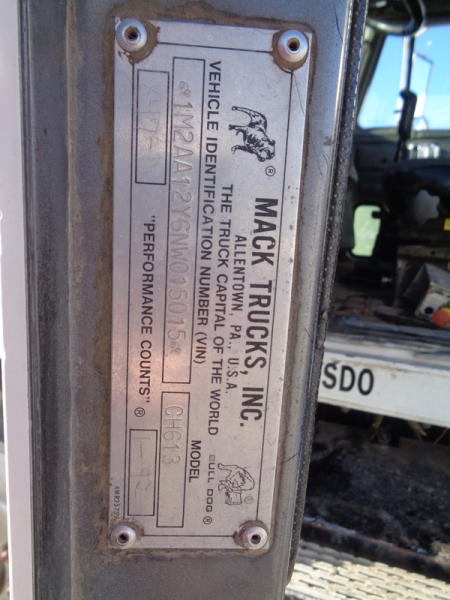 MACK TRUCKS, INC.
ALLENTOWN, PA., U.S.A.
THE TRUCK CAPITAL OF THE WORLD
BULL DOG ®
VEHICLE IDENTIFICATION NUMBER (VIN)
MODEL
1M2AA12Y6NW015015
CH613
"PERFORMANCE COUNTS" ®
SDO